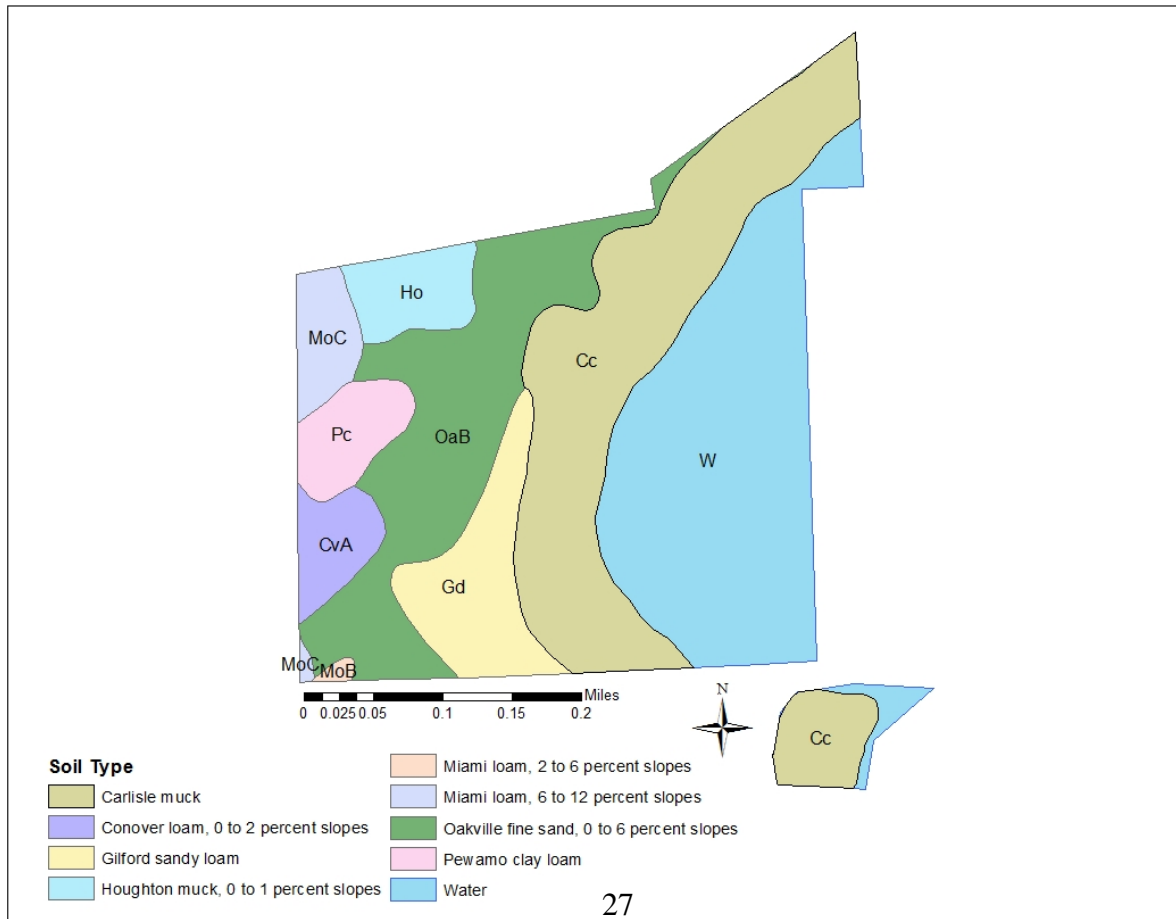 Ho
MoC
Cc
Pc
OaB
W
CvA
Gd
MoC
MoB
Miles
0 0.025 0.05 0.1 0.15 0.2
N
Cc
Soil Type
Carlisle muck
Conover loam, 0 to 2 percent slopes
Gilford sandy loam
Houghton muck, 0 to 1 percent slopes
Miami loam, 2 to 6 percent slopes
Miami loam, 6 to 12 percent slopes
Oakville fine sand, 0 to 6 percent slopes
Pewamo clay loam
Water
27